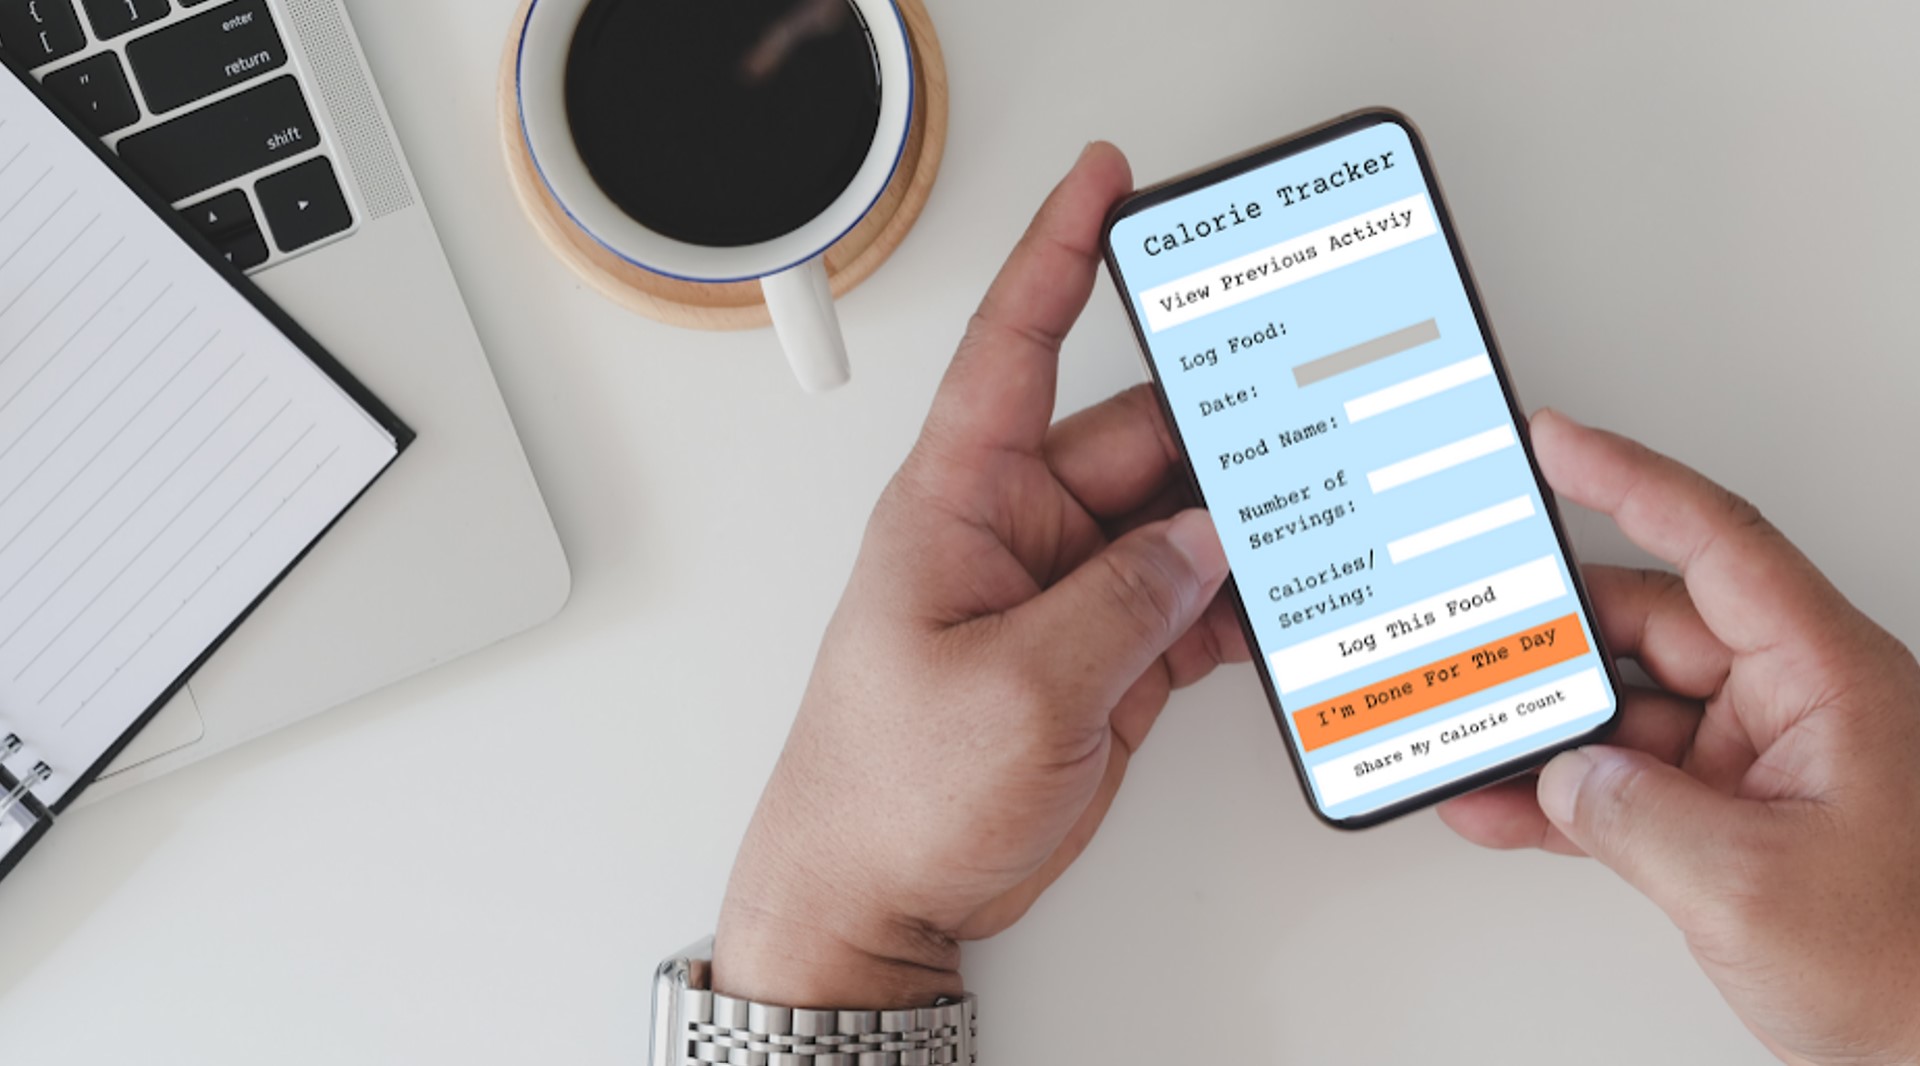 {
[
]
enter
return
"
,
shift
Calorie Tracker
View Previous Activiy
Log Food:
Date:
Food Name:
Number of
Servings:
Calories/
Serving:
Log This Food
I'm Done For The Day
Share My Calorie Count